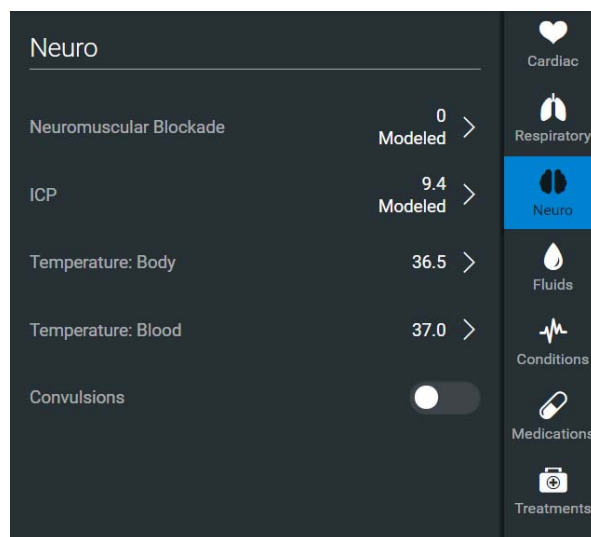 Neuro
Neuromuscular Blockade
0
Modeled
ICP
9.4
Modeled
Temperature: Body
36.5
Temperature: Blood
37.0
Convulsions
Cardiac
Respiratory
Neuro
Fluids
Conditions
Medications
Treatments